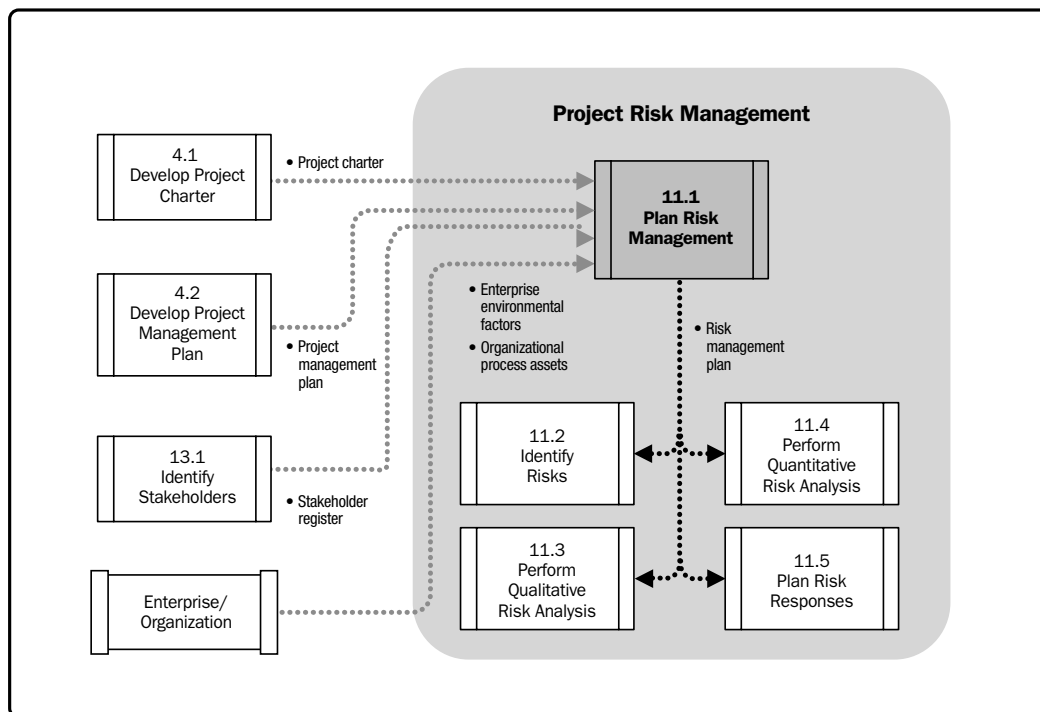 Project Risk Management
4.1
Develop Project
Charter
• Project charter
11.1
Plan Risk
Management
4.2
Develop Project
Management
Plan
• Project
management
plan
• Enterprise
environmental
factors
• Organizational
process assets
• Risk
management
plan
13.1
Identify
Stakeholders
• Stakeholder
register
11.2
Identify
Risks
11.4
Perform
Quantitative
Risk Analysis
11.3
Perform
Qualitative
Risk Analysis
11.5
Plan Risk
Responses
Enterprise/
Organization